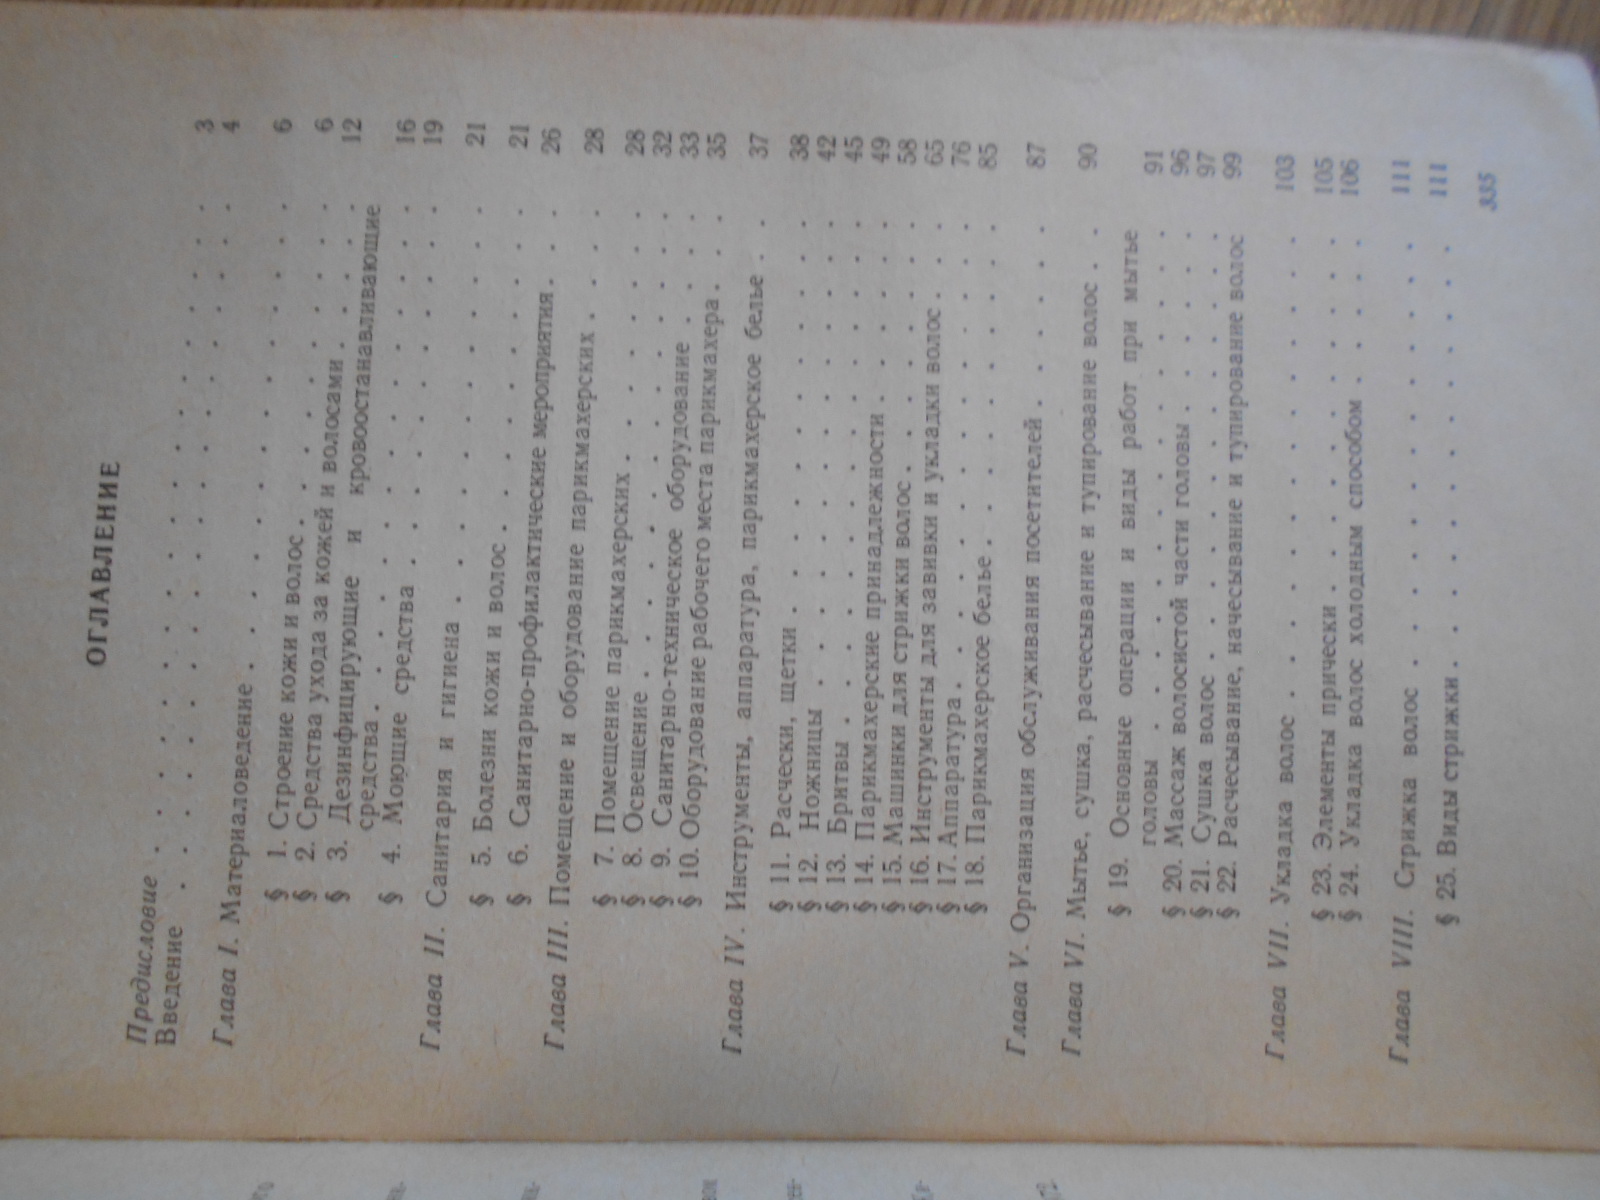 ОГЛАВЛЕНИЕ
Предисловие . . . . . . . . . . . . . . . . . . . 3
Введение . . . . . . . . . . . . . . . . . . . 4
Глава I. Материаловедение . . . . . . . . . . . . . 6
§ 1. Строение кожи и волос . . . . . . . . . . 6
§ 2. Средства ухода за кожей и волосами . . . . . 12
§ 3. Дезинфицирующие и кровоостанавливающие
средства . . . . . . . . . . . . . . . 16
§ 4. Моющие средства . . . . . . . . . . . . 19
Глава II. Санитария и гигиена . . . . . . . . . . . 21
§ 5. Болезни кожи и волос . . . . . . . . . . 21
§ 6. Санитарно-профилактические мероприятия . . . 26
Глава III. Помещение и оборудование парикмахерских . . . . 28
§ 7. Помещение парикмахерских . . . . . . . . 28
§ 8. Освещение . . . . . . . . . . . . . . 32
§ 9. Санитарно-техническое оборудование . . . . 33
§ 10. Оборудование рабочего места парикмахера . . . 35
Глава IV. Инструменты, аппаратура, парикмахерское белье . . 37
§ 11. Расчески, щетки . . . . . . . . . . . . 38
§ 12. Ножницы . . . . . . . . . . . . . . 42
§ 13. Бритвы . . . . . . . . . . . . . . . 45
§ 14. Парикмахерские принадлежности . . . . . . 49
§ 15. Машинки для стрижки волос . . . . . . . . 58
§ 16. Инструменты для завивки и укладки волос . . . 65
§ 17. Аппаратура . . . . . . . . . . . . . . 76
§ 18. Парикмахерское белье . . . . . . . . . . 85
Глава V. Организация обслуживания посетителей . . . . . . 87
Глава VI. Мытье, сушка, расчесывание и тупирование волос . . 90
§ 19. Основные операции и виды работ при мытье
головы . . . . . . . . . . . . . . . 91
§ 20. Массаж волосистой части головы . . . . . . 96
§ 21. Сушка волос . . . . . . . . . . . . . 97
§ 22. Расчесывание, начесывание и тупирование волос 99
Глава VII. Укладка волос . . . . . . . . . . . . . 103
§ 23. Элементы прически . . . . . . . . . . . 105
§ 24. Укладка волос холодным способом . . . . . 106
Глава VIII. Стрижка волос . . . . . . . . . . . . . 111
§ 25. Виды стрижки . . . . . . . . . . . . . 111
335